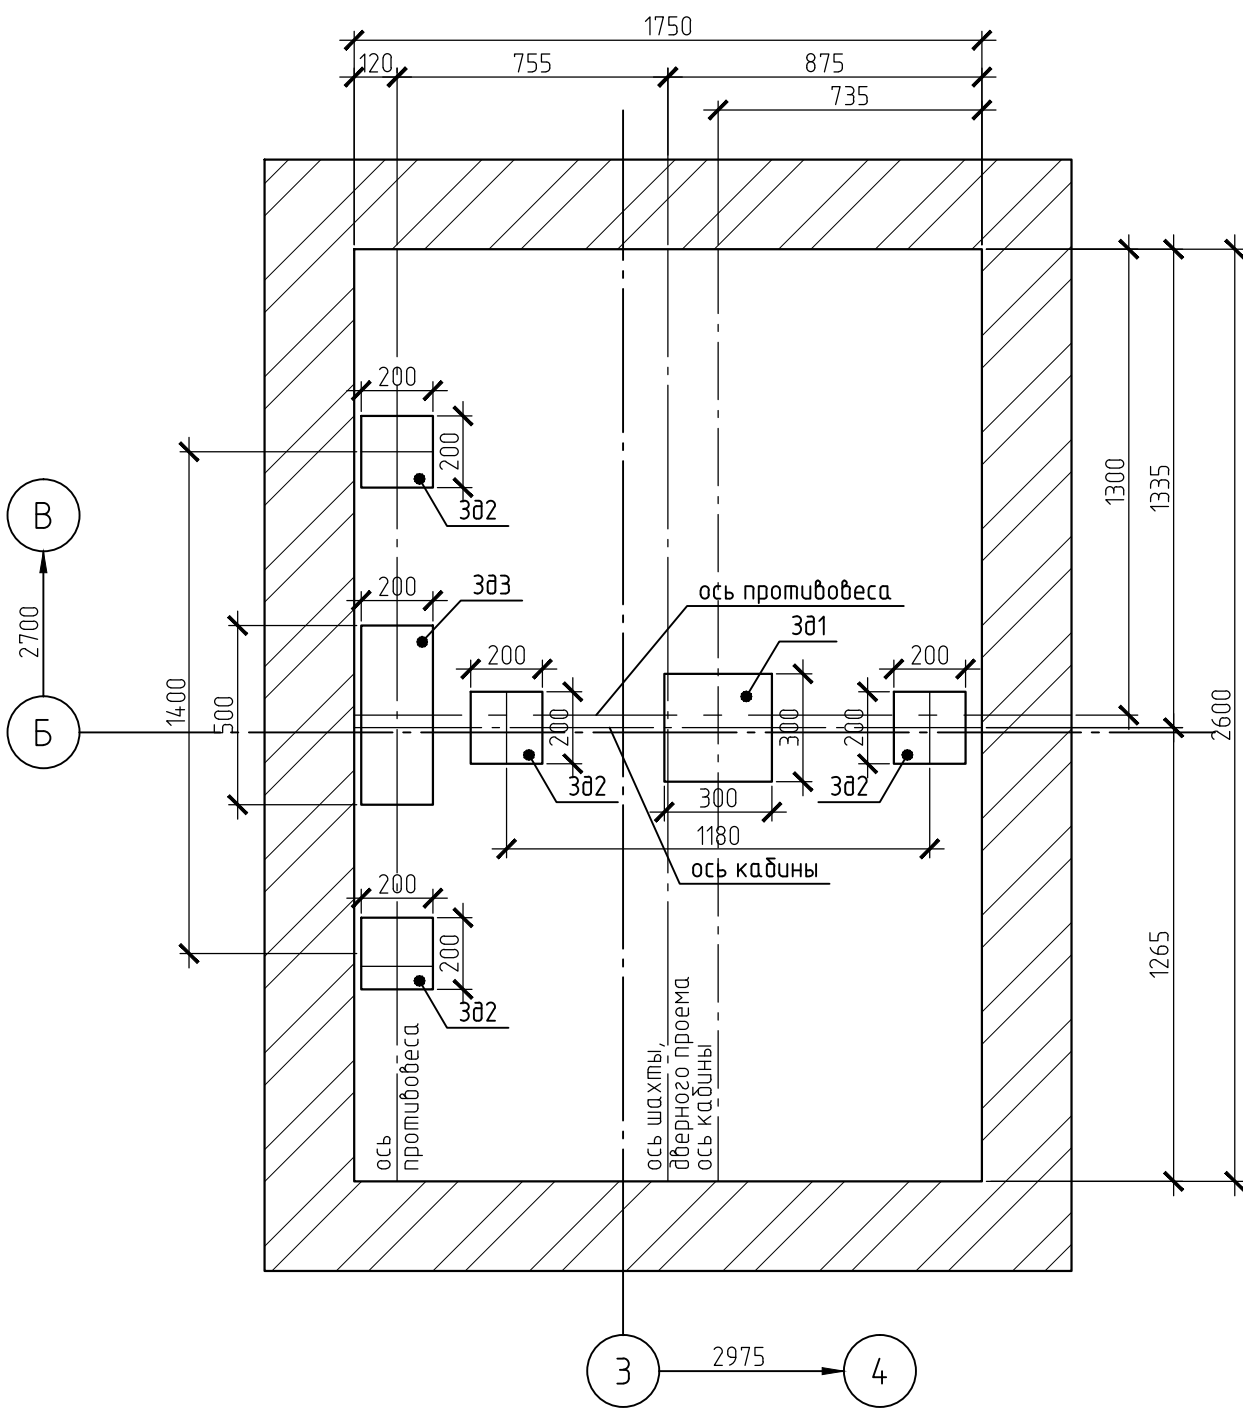 1750
120
755
875
735
200
200
Зд2
1300
1335
В
2700
Б
1400
500
200
Зд3
ось противовеса
Зд1
200
200
Зд2
300
300
200
200
Зд2
2600
1180
ось кабины
200
200
Зд2
1265
ось
противовеса
ось шахты,
дверного проема
ось кабины
3
2975
4